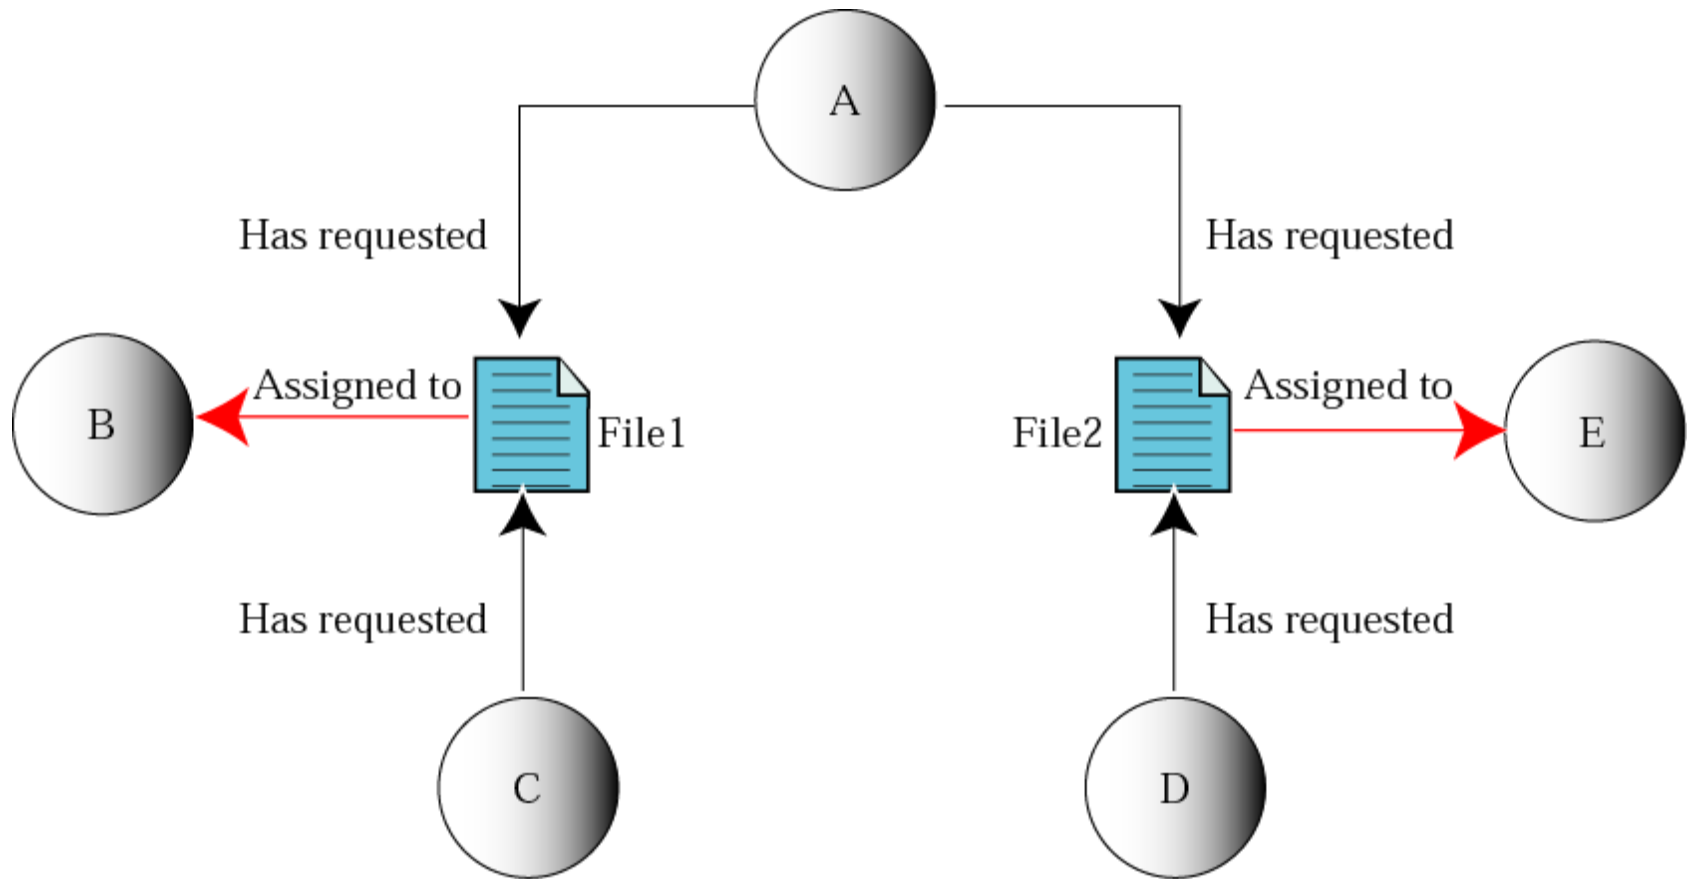 A
Has requested
Has requested
Assigned to
Assigned to
B
File1
File2
E
Has requested
Has requested
C
D